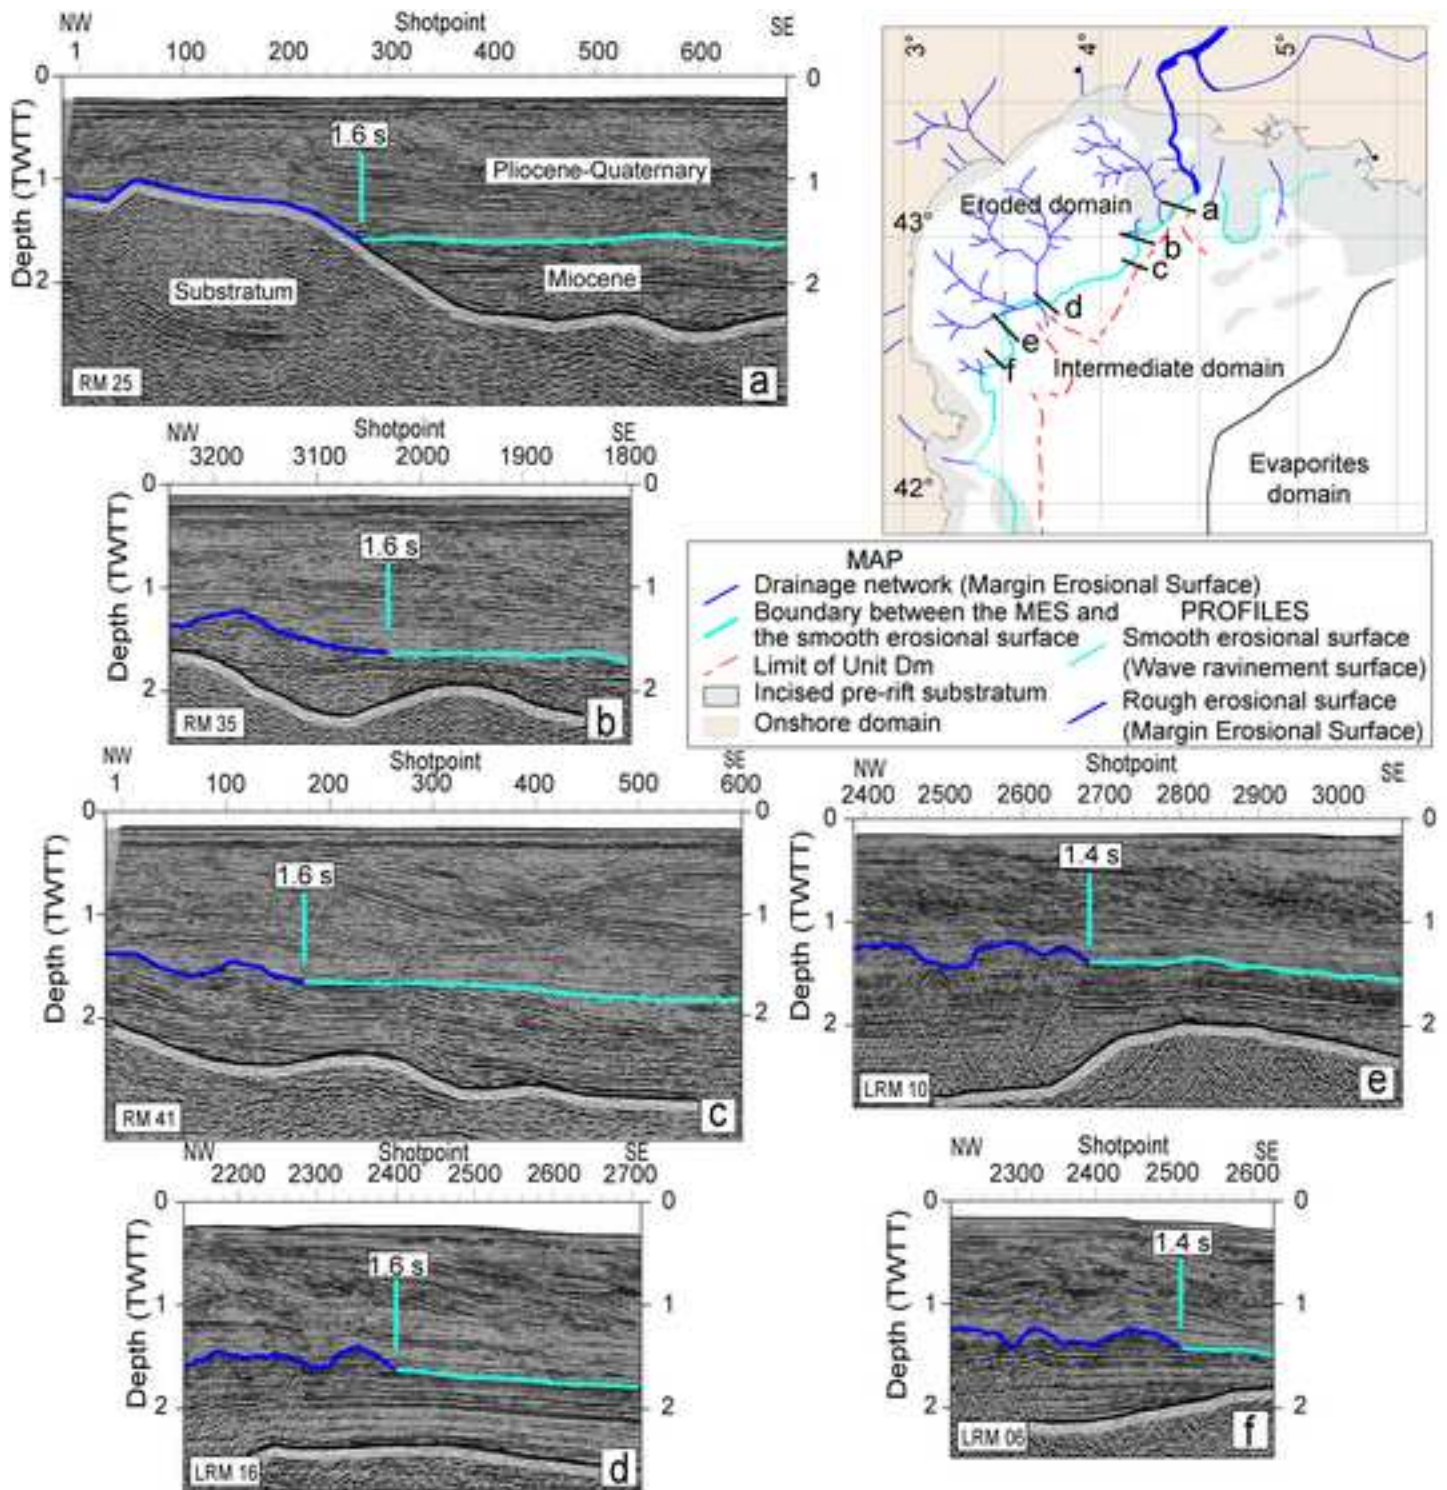 NW Shotpoint SE
1 100 200 300 400 500 600
0 0
1.6 s
Pliocene-Quaternary
1 1
Depth (TWTT)
Miocene
2 2
Substratum
RM 25 a
3° 4° 5°
Eroded domain
43°
a
b
c
d
e
f
Intermediate domain
Evaporites
domain
42°
NW Shotpoint SE
3200 3100 2000 1900 1800
0 0
1.6 s
1 1
Depth (TWTT)
2 2
RM 35 b
MAP
Drainage network (Margin Erosional Surface)
Boundary between the MES and
the smooth erosional surface
Limit of Unit Dm
Incised pre-rift substratum
Onshore domain
PROFILES
Smooth erosional surface
(Wave ravinement surface)
Rough erosional surface
(Margin Erosional Surface)
NW Shotpoint SE
1 100 200 300 400 500 600
0 0
1.6 s
1 1
Depth (TWTT)
2 2
RM 41 c
NW Shotpoint SE
2400 2500 2600 2700 2800 2900 3000
0 0
1.4 s
1 1
Depth (TWTT)
2 2
LRM 10 e
NW Shotpoint SE
2200 2300 2400 2500 2600 2700
0 0
1.6 s
1 1
Depth (TWTT)
2 2
LRM 16 d
NW Shotpoint SE
2300 2400 2500 2600
0 0
1.4 s
1 1
Depth (TWTT)
2 2
LRM 06 f